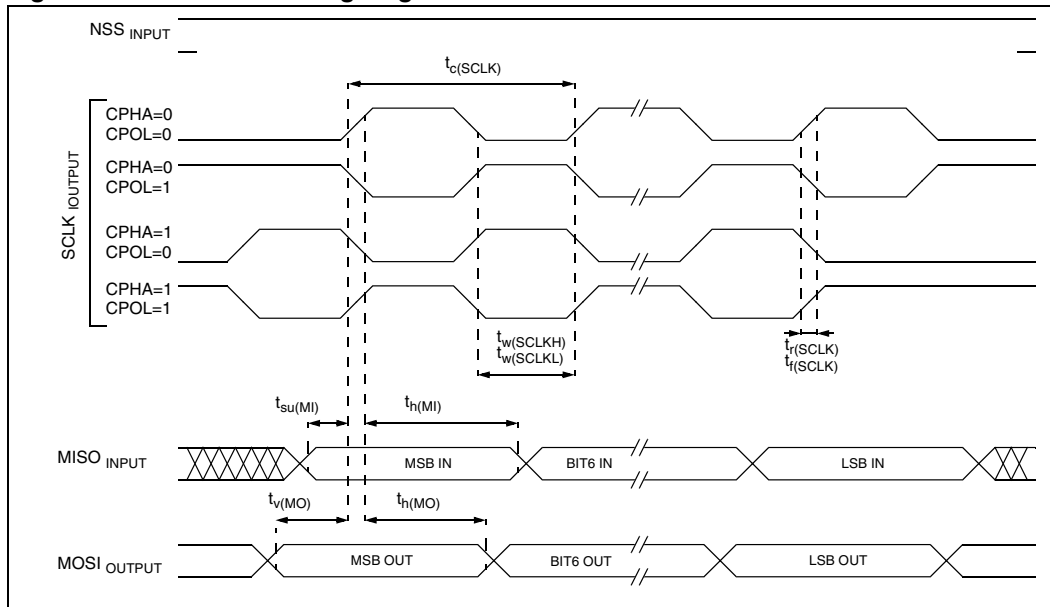 NSS INPUT
tc(SCLK)
SCLK IOUTPUT
CPHA=0
CPOL=0
CPHA=0
CPOL=1
CPHA=1
CPOL=0
CPHA=1
CPOL=1
tw(SCLKH)
tw(SCLKL)
tr(SCLK)
tf(SCLK)
tsu(MI)
th(MI)
MISO INPUT
MSB IN
BIT6 IN
LSB IN
tv(MO)
th(MO)
MOSI OUTPUT
MSB OUT
BIT6 OUT
LSB OUT